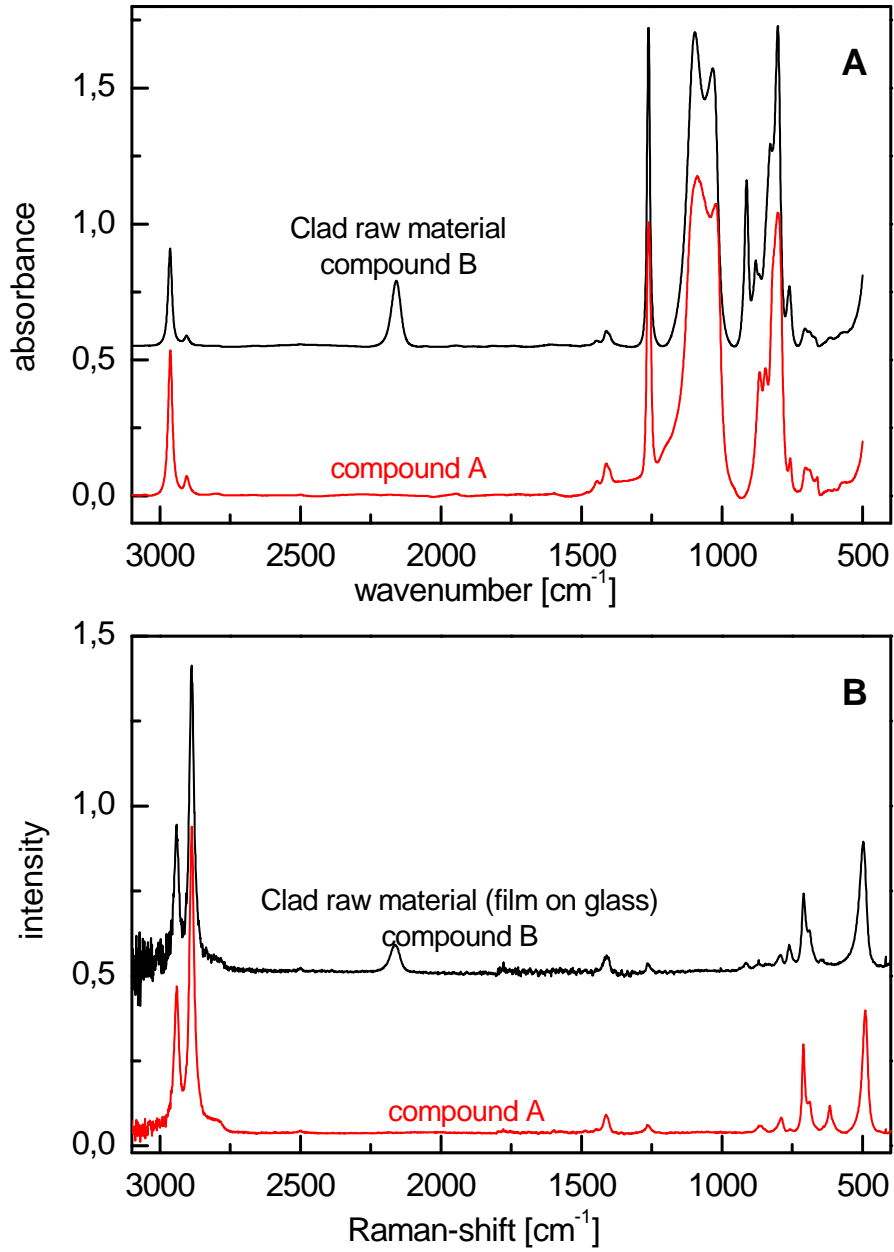 A
1,5
1,0
0,5
0,0
absorbance
Clad raw material
compound B
compound A
3000 2500 2000 1500 1000 500
wavenumber [cm⁻¹]
B
1,5
1,0
0,5
0,0
intensity
Clad raw material (film on glass)
compound B
compound A
3000 2500 2000 1500 1000 500
Raman-shift [cm⁻¹]